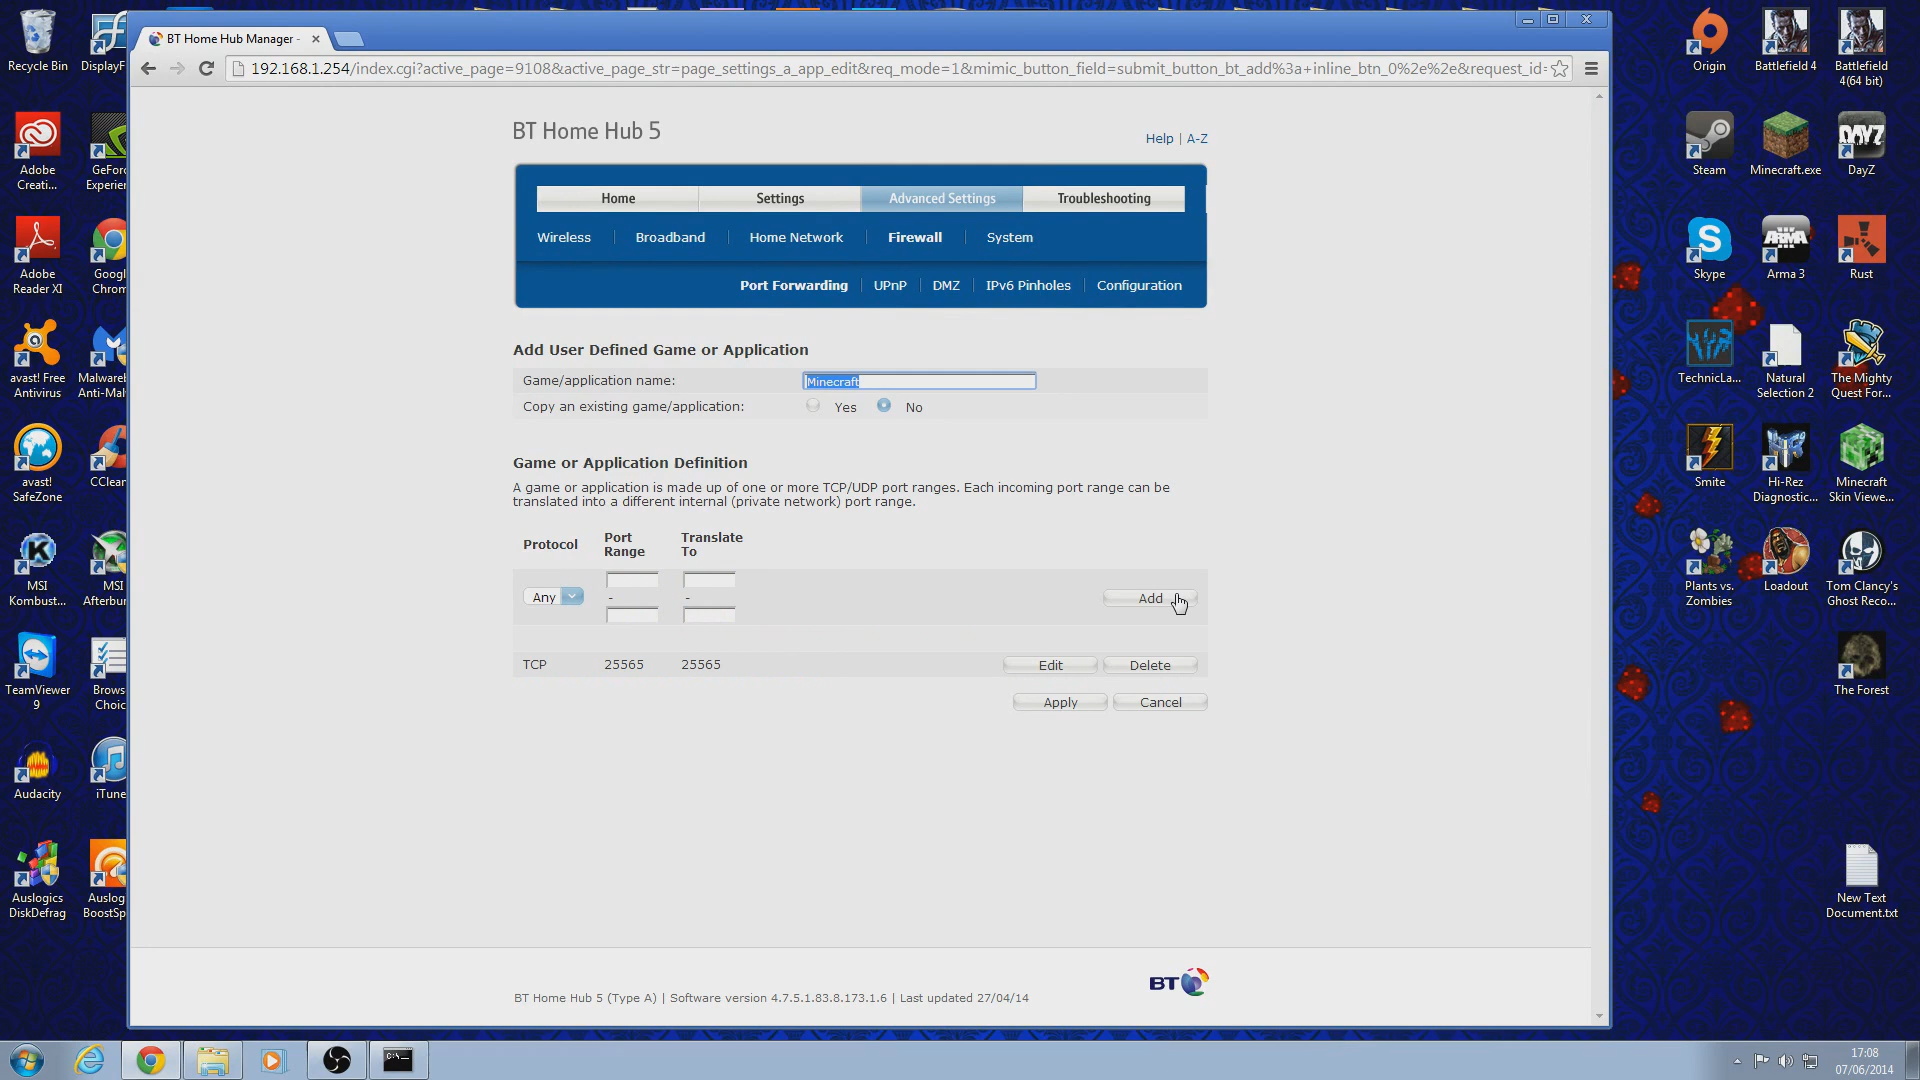 BT Home Hub Manager -
192.168.1.254/index.cgi?active_page=9108&active_page_str=page_settings_a_app_edit&req_mode=1&mimic_button_field=submit_button_bt_add%3a+inline_btn_0%2e%2e&request_id=
BT Home Hub 5
Help | A-Z
Home
Settings
Advanced Settings
Troubleshooting
Wireless
Broadband
Home Network
Firewall
System
Port Forwarding
UPnP
DMZ
IPv6 Pinholes
Configuration
Add User Defined Game or Application
Game/application name:
Minecraft
Copy an existing game/application:
Yes
No
Game or Application Definition
A game or application is made up of one or more TCP/UDP port ranges. Each incoming port range can be
translated into a different internal (private network) port range.
Protocol
Port
Range
Translate
To
Any
-
-
Add
TCP
25565
25565
Edit
Delete
Apply
Cancel
BT
BT Home Hub 5 (Type A) | Software version 4.7.5.1.83.8.173.1.6 | Last updated 27/04/14
Recycle Bin
DisplayF
Adobe
Creati...
GeForc
Experien
Adobe
Reader XI
Googl
Chrom
avast! Free
Antivirus
Malwareb
Anti-Mal
avast!
SafeZone
CClean
MSI
Kombust...
MSI
Afterbur
TeamViewer
9
Brows
Choic
Audacity
iTune
Auslogics
DiskDefrag
Auslog
BoostSp
Origin
Battlefield 4
Battlefield
4(64 bit)
Steam
Minecraft.exe
DAYZ
DayZ
Skype
ARMA
Arma 3
Rust
TechnicLa...
Natural
Selection 2
The Mighty
Quest For...
Smite
Hi-Rez
Diagnostic...
Minecraft
Skin Viewe...
Plants vs.
Zombies
Loadout
Tom Clancy's
Ghost Reco...
The Forest
New Text
Document.txt
C:\_
17:08
07/06/2014